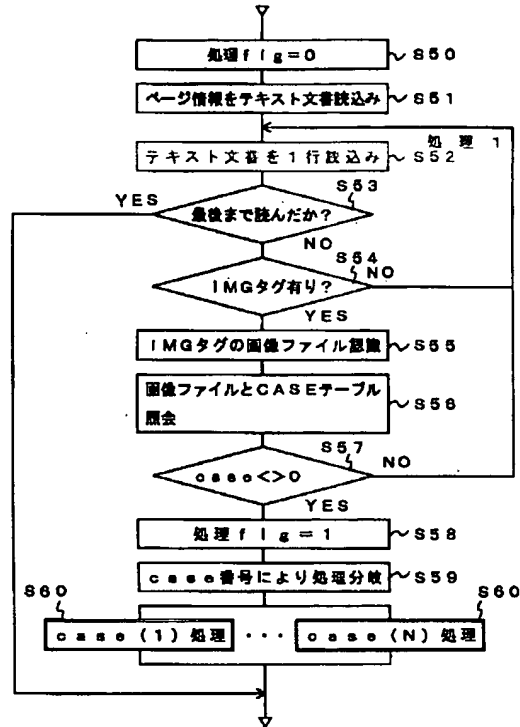 処理flg=0
S50
ページ情報をテキスト文書読込み
S51
処理1
テキスト文書を1行読込み
S52
S53
YES
最後まで読んだか？
NO
S54
NO
IMGタグ有り？
YES
IMGタグの画像ファイル認識
S55
画像ファイルとCASEテーブル
照会
S56
S57
NO
case<>0
YES
処理flg=1
S58
case番号により処理分岐
S59
S60
S60
case(1)処理
・・・
case(N)処理